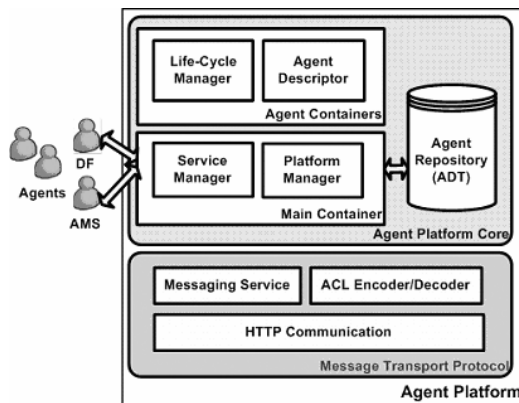 Life-Cycle
Manager
Agent
Descriptor
Agent Containers
DF
Agents
AMS
Service
Manager
Platform
Manager
Main Container
Agent
Repository
(ADT)
Agent Platform Core
Messaging Service
ACL Encoder/Decoder
HTTP Communication
Message Transport Protocol
Agent Platform